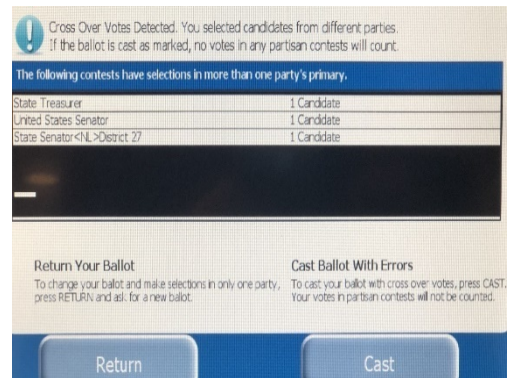 Cross Over Votes Detected. You selected candidates from different parties.
If the ballot is cast as marked, no votes in any partisan contests will count.
The following contests have selections in more than one party's primary.
State Treasurer 1 Candidate
United States Senator 1 Candidate
State Senator<NL>District 27 1 Candidate
Return Your Ballot
To change your ballot and make selections in only one party,
press RETURN and ask for a new ballot.
Cast Ballot With Errors
To cast your ballot with cross over votes, press CAST.
Your votes in partisan contests will not be counted.
Return
Cast